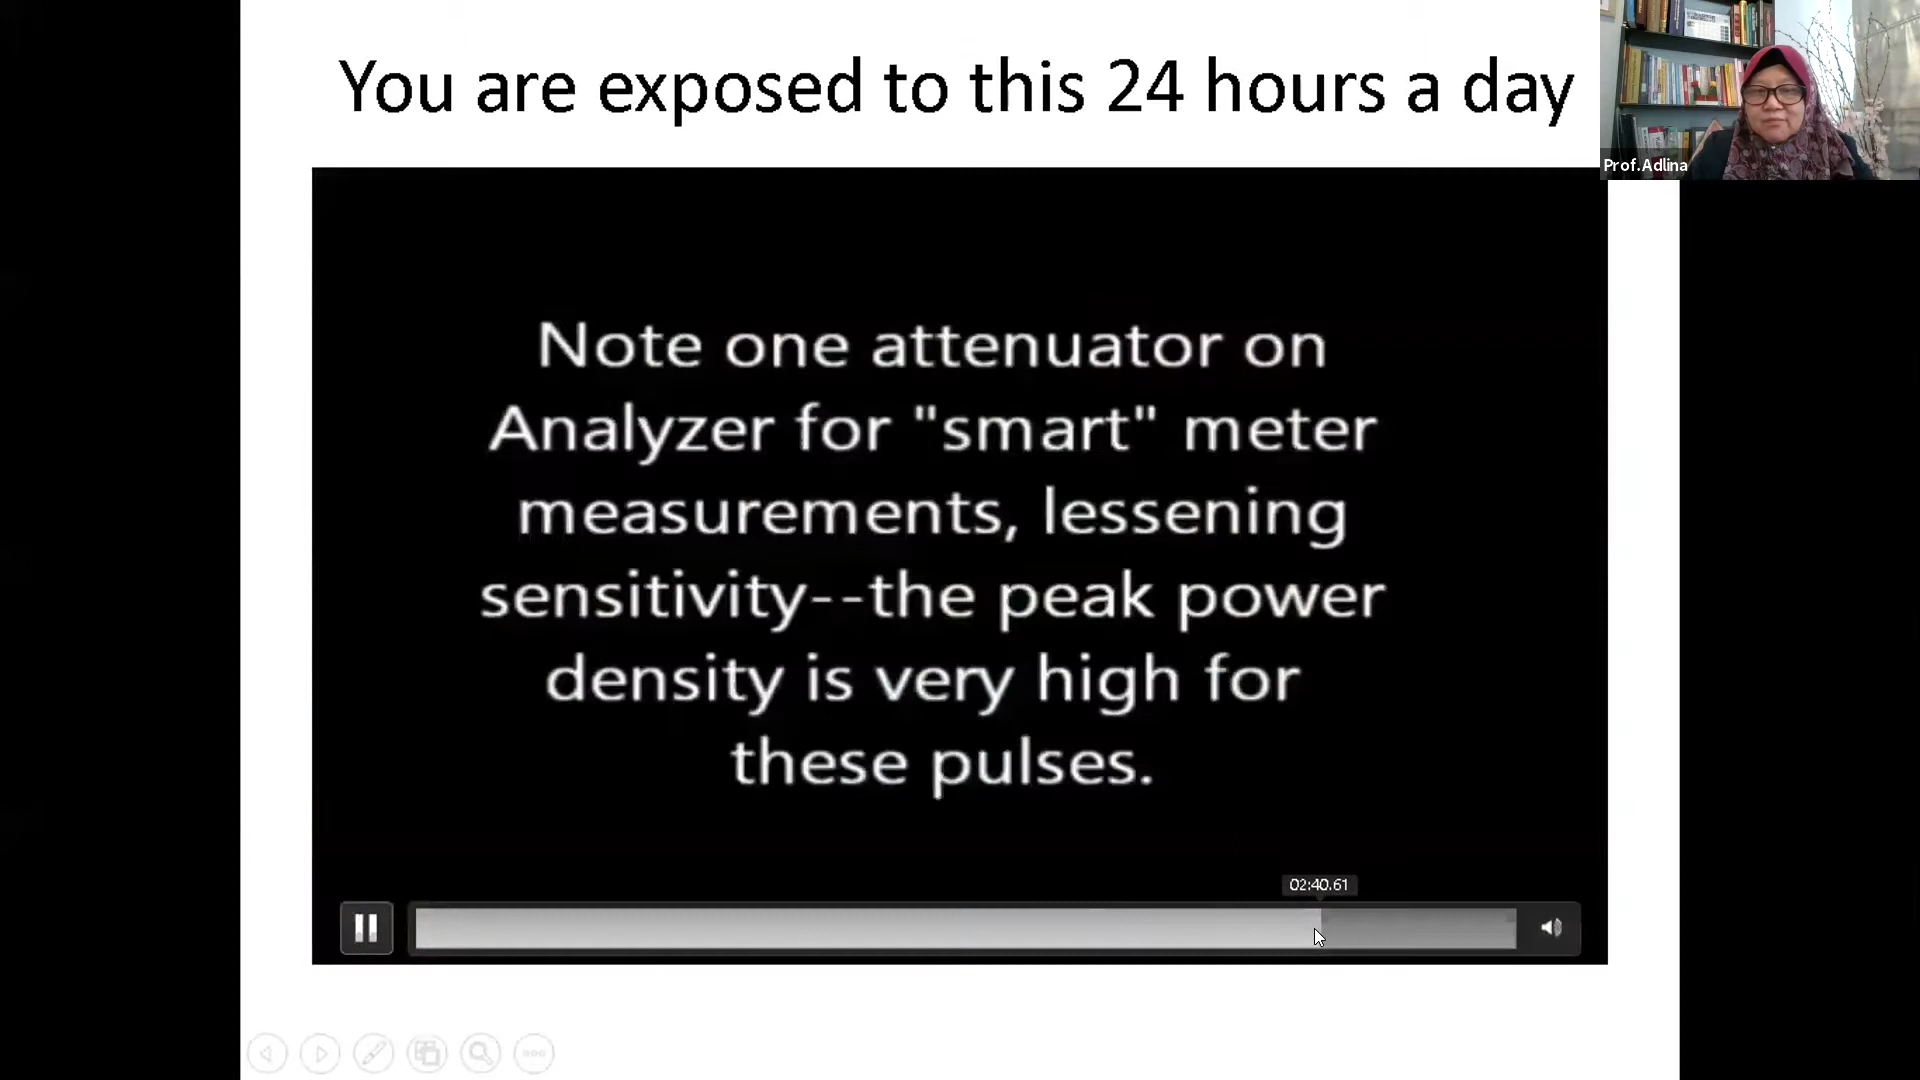 You are exposed to this 24 hours a day
Prof.Adlina
Note one attenuator on
Analyzer for "smart" meter
measurements, lessening
sensitivity--the peak power
density is very high for
these pulses.
02:40.61